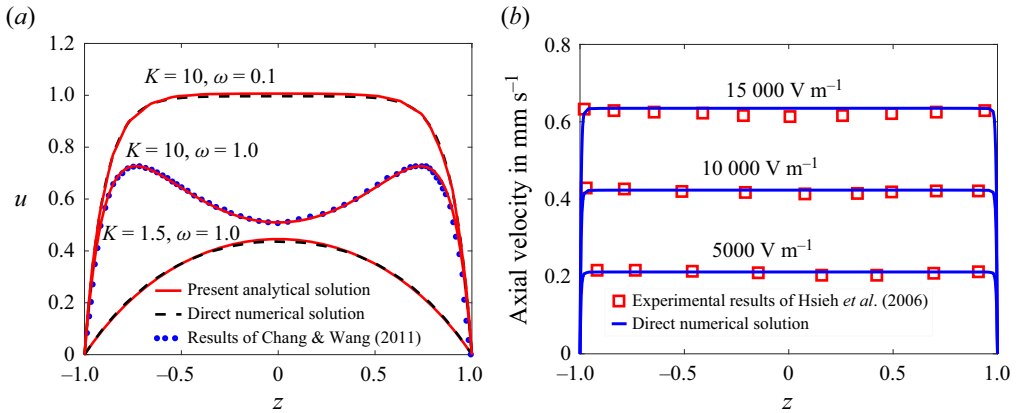 (a)
1.2
1.0
0.8
0.6
0.4
0.2
0
u
K = 10, ω = 0.1
K = 10, ω = 1.0
K = 1.5, ω = 1.0
Present analytical solution
Direct numerical solution
Results of Chang & Wang (2011)
–1.0
–0.5
0
0.5
1.0
z
(b)
0.8
0.6
0.4
0.2
0
Axial velocity in mm s⁻¹
15 000 V m⁻¹
10 000 V m⁻¹
5000 V m⁻¹
Experimental results of Hsieh et al. (2006)
Direct numerical solution
–1.0
–0.5
0
0.5
1.0
z